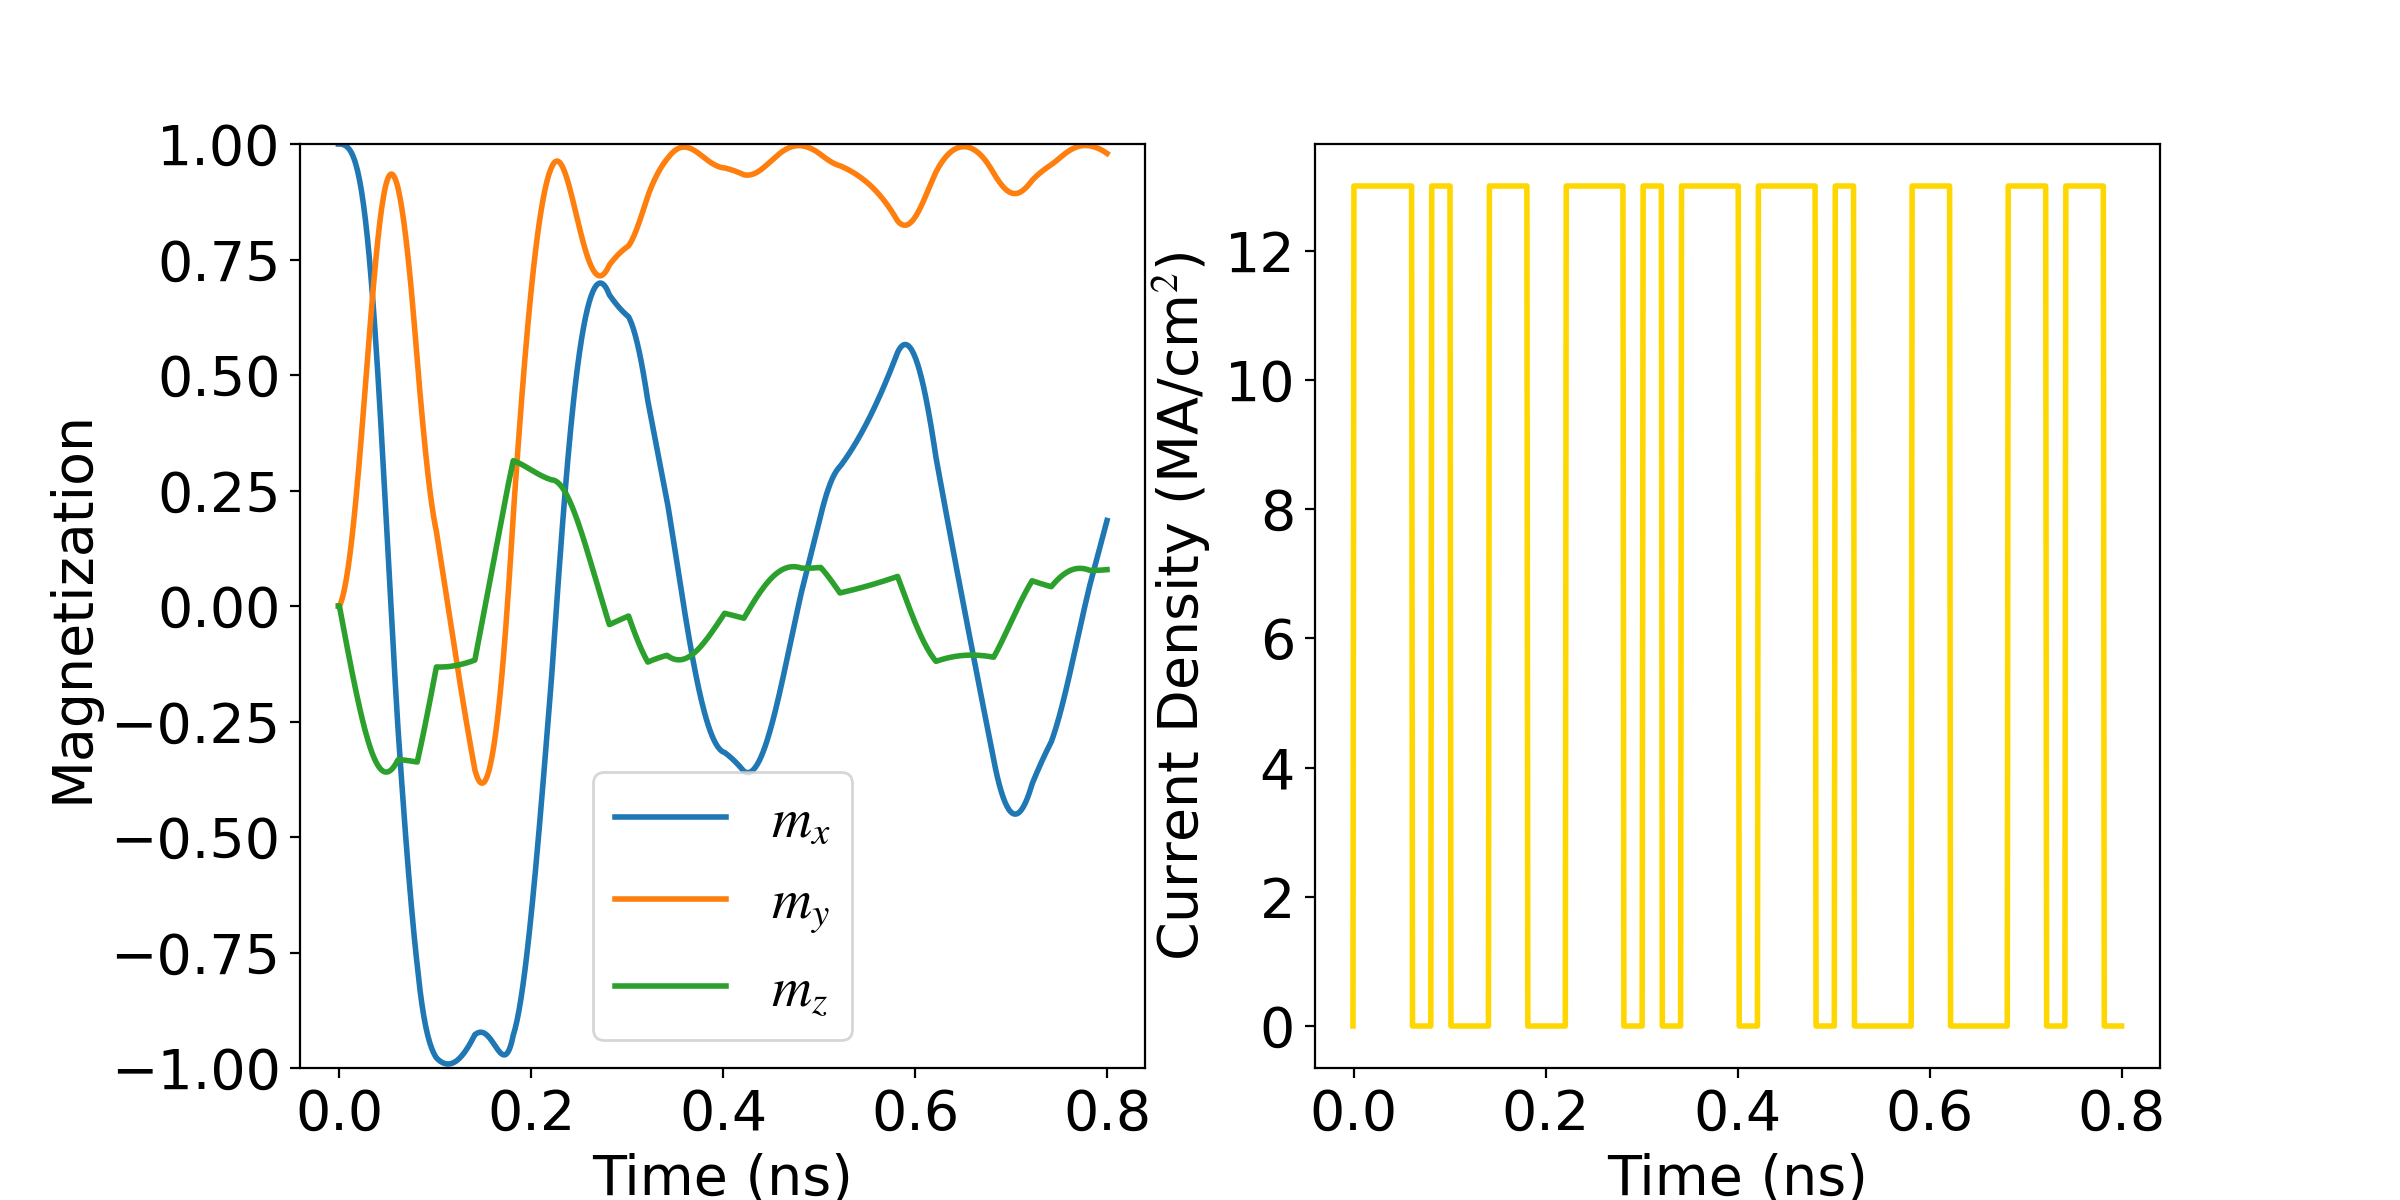 1.00
0.75
0.50
0.25
0.00
−0.25
−0.50
−0.75
−1.00
Magnetization
0.0 0.2 0.4 0.6 0.8
Time (ns)
m_x
m_y
m_z
12
10
8
6
4
2
0
Current Density (MA/cm²)
0.0 0.2 0.4 0.6 0.8
Time (ns)